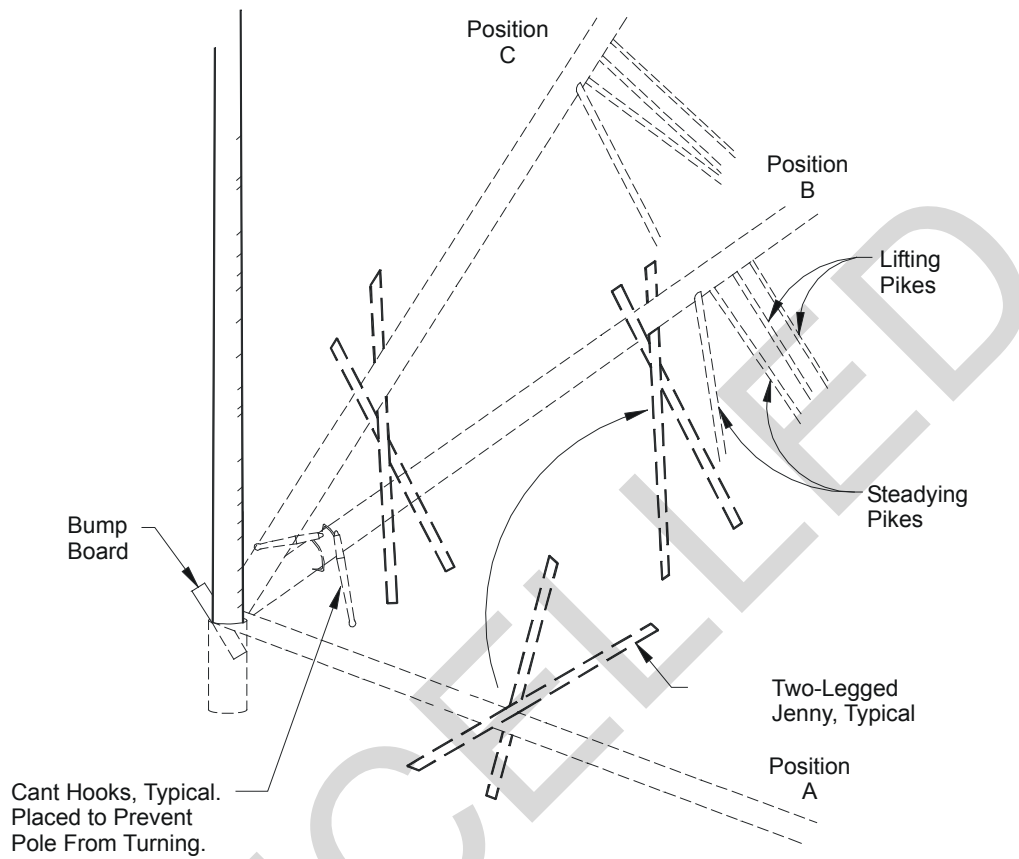 Position
C
Position
B
Lifting
Pikes
Steadying
Pikes
Bump
Board
Two-Legged
Jenny, Typical
Position
A
Cant Hooks, Typical.
Placed to Prevent
Pole From Turning.
CELLED